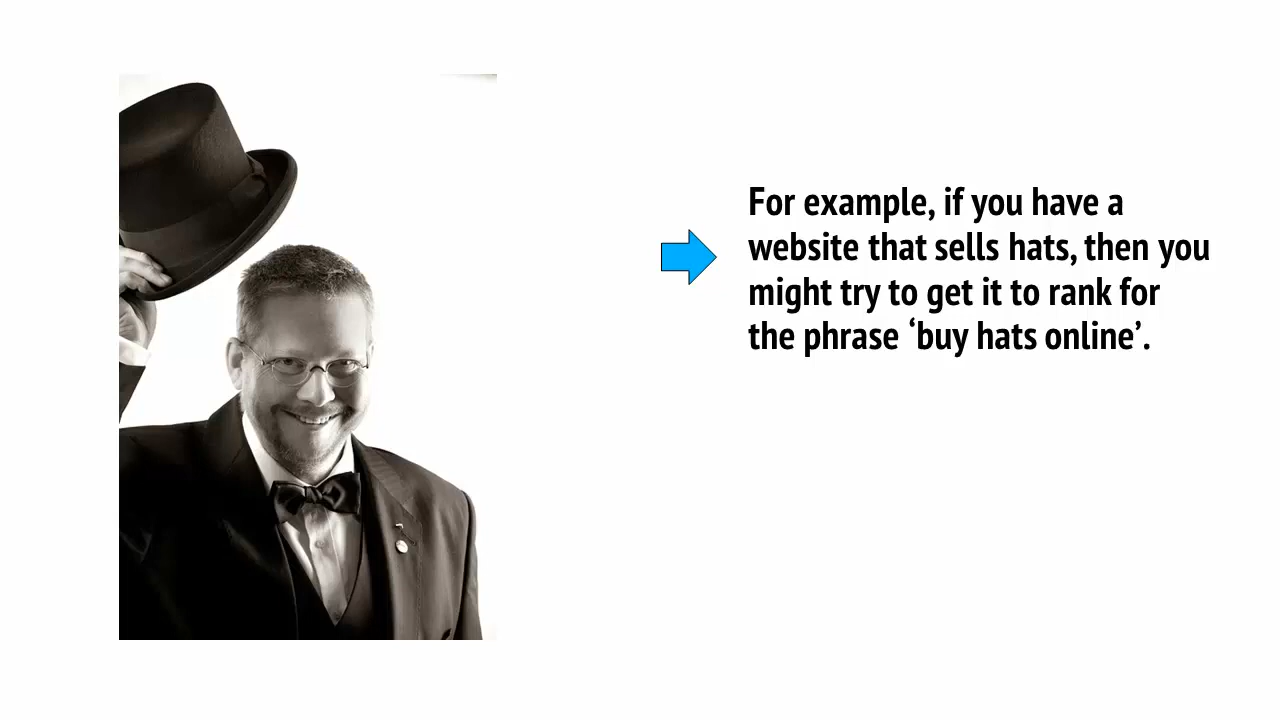 For example, if you have a
website that sells hats, then you
might try to get it to rank for
the phrase ‘buy hats online’.